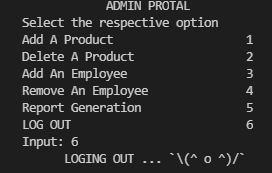 ADMIN PROTAL
Select the respective option
Add A Product 1
Delete A Product 2
Add An Employee 3
Remove An Employee 4
Report Generation 5
LOG OUT 6
Input: 6
LOGING OUT ... `\(^ o ^)/`